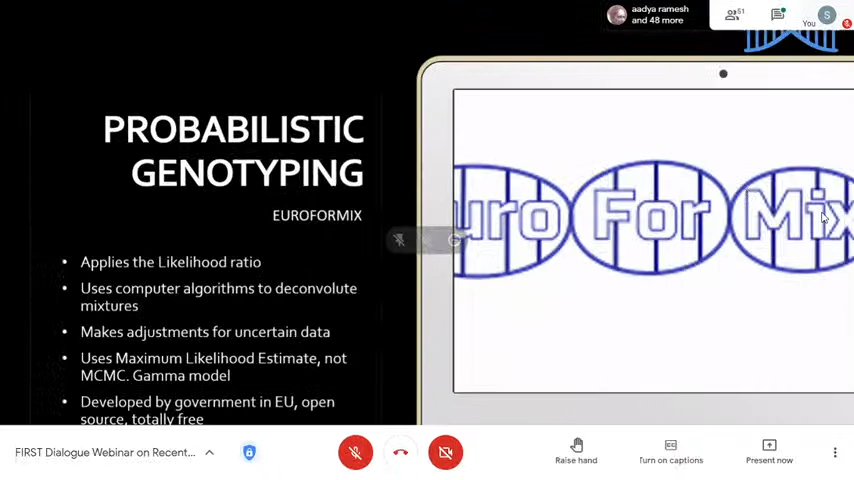 aadya ramesh
and 48 more
51
S
You
PROBABILISTIC
GENOTYPING
EUROFORMIX
• Applies the Likelihood ratio
• Uses computer algorithms to deconvolute
mixtures
• Makes adjustments for uncertain data
• Uses Maximum Likelihood Estimate, not
MCMC. Gamma model
• Developed by government in EU, open
source, totally free
uro For Mix
FIRST Dialogue Webinar on Recent...
Raise hand
Turn on captions
Present now